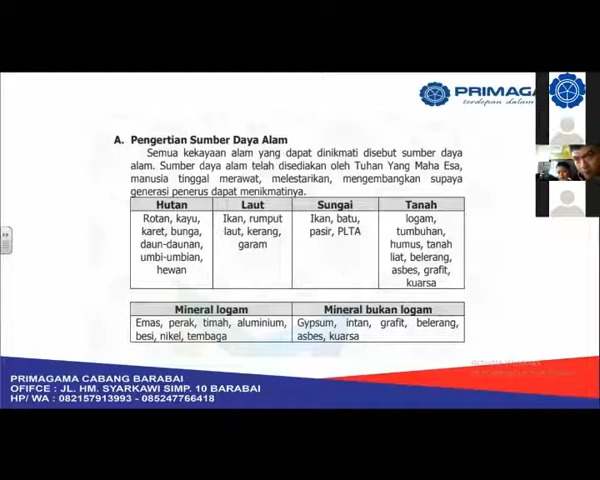 PRIMAGA
terdepan dalam
A. Pengertian Sumber Daya Alam
Semua kekayaan alam yang dapat dinikmati disebut sumber daya
alam. Sumber daya alam telah disediakan oleh Tuhan Yang Maha Esa,
manusia tinggal merawat, melestarikan, mengembangkan supaya
generasi penerus dapat menikmatinya.
Hutan Laut Sungai Tanah
Rotan, kayu, Ikan, rumput Ikan, batu, logam,
karet, bunga, laut, kerang, pasir, PLTA tumbuhan,
daun-daunan, garam humus, tanah
umbi-umbian, liat, belerang,
hewan asbes, grafit,
kuarsa
Mineral logam Mineral bukan logam
Emas, perak, timah, aluminium, Gypsum, intan, grafit, belerang,
besi, nikel, tembaga asbes, kuarsa
PRIMAGAMA CABANG BARABAI
OFIFCE : JL. HM. SYARKAWI SIMP. 10 BARABAI
HP/ WA : 082157913993 - 085247766418